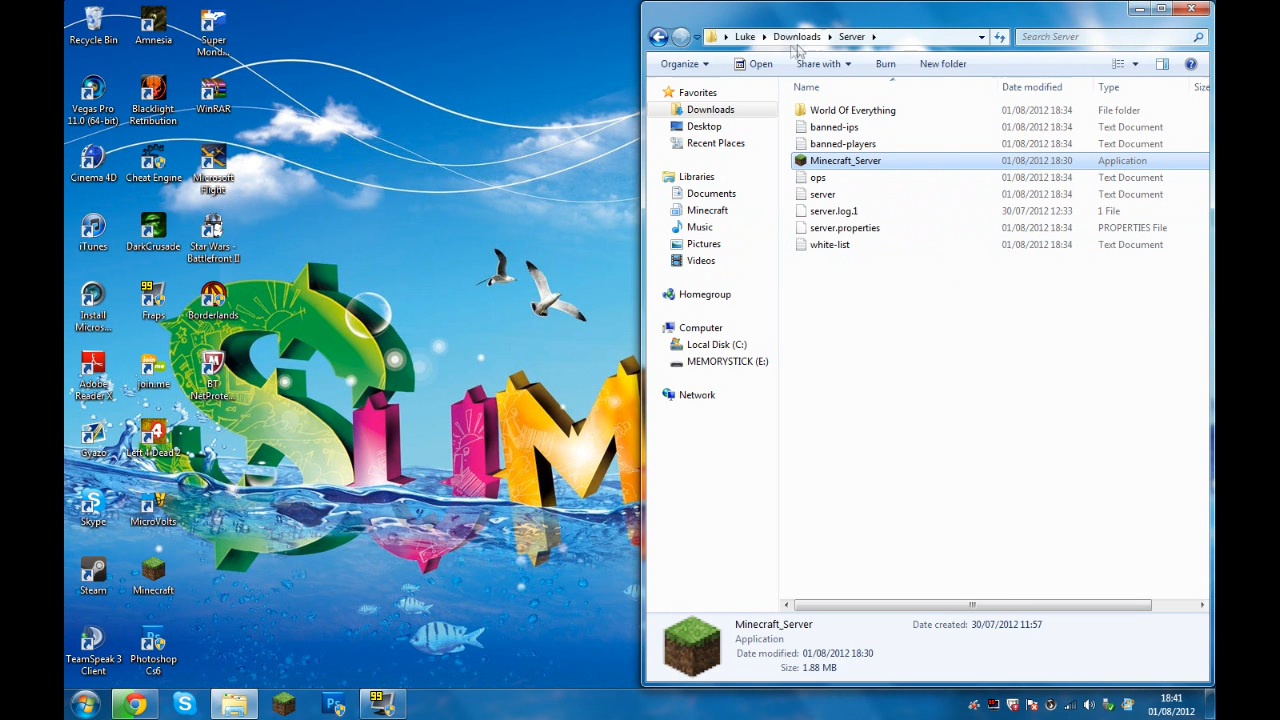 Recycle Bin
Amnesia
Super
Mond...
Vegas Pro
11.0 (64-bit)
Blacklight
Retribution
WinRAR
Cinema 4D
Cheat Engine
Microsoft
Flight
iTunes
DarkCrusade
Star Wars -
Battlefront II
Install
Micros...
99
Fraps
Borderlands
Adobe
Reader X
join.me
BT
NetProte...
Gyazo
Left 4 Dead 2
Skype
MicroVolts
Steam
Minecraft
TeamSpeak 3
Client
Photoshop
Cs6
SliM
Luke
Downloads
Server
Search Server
Organize
Open
Share with
Burn
New folder
Favorites
Downloads
Desktop
Recent Places
Libraries
Documents
Minecraft
Music
Pictures
Videos
Homegroup
Computer
Local Disk (C:)
MEMORYSTICK (E:)
Network
Name Date modified Type Size
World Of Everything 01/08/2012 18:34 File folder
banned-ips 01/08/2012 18:34 Text Document
banned-players 01/08/2012 18:34 Text Document
Minecraft_Server 01/08/2012 18:30 Application
ops 01/08/2012 18:34 Text Document
server 01/08/2012 18:34 Text Document
server.log.1 30/07/2012 12:33 1 File
server.properties 01/08/2012 18:34 PROPERTIES File
white-list 01/08/2012 18:34 Text Document
Minecraft_Server Date created: 30/07/2012 11:57
Application
Date modified: 01/08/2012 18:30
Size: 1.88 MB
99
18:41
01/08/2012